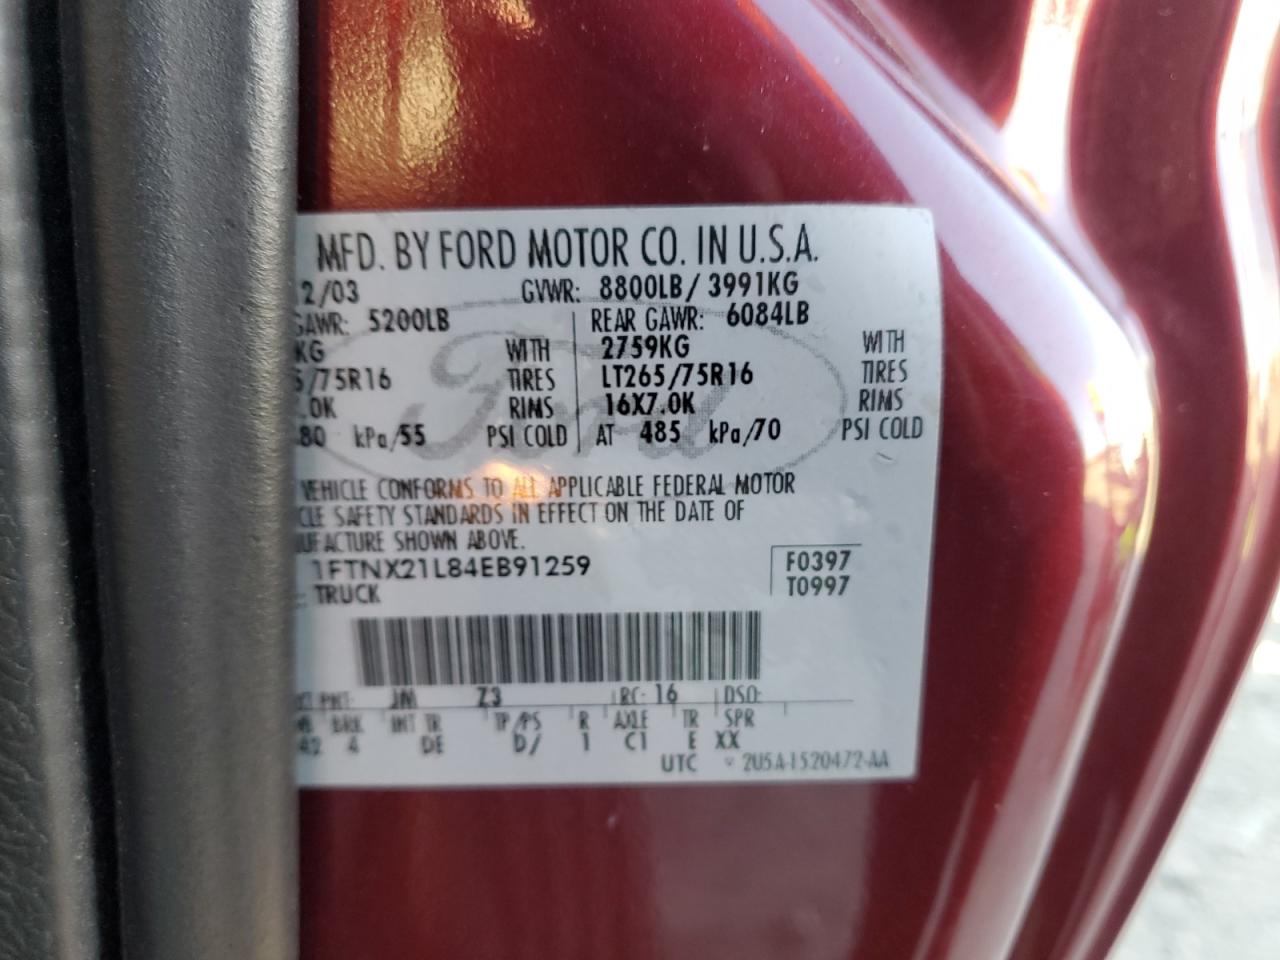 MFD. BY FORD MOTOR CO. IN U.S.A.
2/03 GVWR: 8800LB/ 3991KG
GAWR: 5200LB REAR GAWR: 6084LB
KG WITH 2759KG WITH
5/75R16 TIRES LT265/75R16 TIRES
.0K RIMS 16X7.0K RIMS
80 kPa/55 PSI COLD AT 485 kPa/70 PSI COLD
Ford
VEHICLE CONFORMS TO ALL APPLICABLE FEDERAL MOTOR
CLE SAFETY STANDARDS IN EFFECT ON THE DATE OF
UFACTURE SHOWN ABOVE.
1FTNX21L84EB91259 F0397
: TRUCK T0997
PNT: JM Z3 RC: 16 DSO:
B BRK INT TR TP/PS R AXLE TR SPR
42 4 DE D/ 1 C1 E XX
UTC 2U5A-1520472-AA